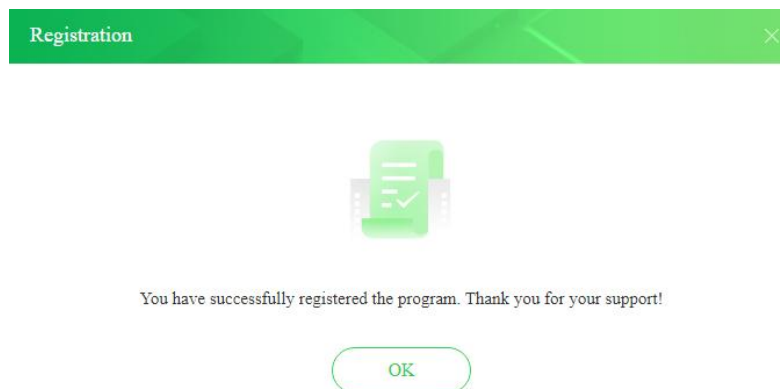 Registration
You have successfully registered the program. Thank you for your support!
OK